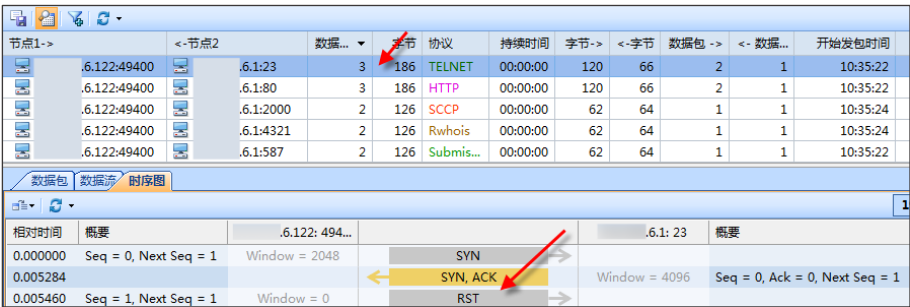 节点1-> <-节点2 数据... 字节 协议 持续时间 字节-> <-字节 数据包 -> <- 数据... 开始发包时间
.6.122:49400 .6.1:23 3 186 TELNET 00:00:00 120 66 2 1 10:35:22
.6.122:49400 .6.1:80 3 186 HTTP 00:00:00 120 66 2 1 10:35:22
.6.122:49400 .6.1:2000 2 126 SCCP 00:00:00 62 64 1 1 10:35:24
.6.122:49400 .6.1:4321 2 126 Rwhois 00:00:00 62 64 1 1 10:35:24
.6.122:49400 .6.1:587 2 126 Submis... 00:00:00 62 64 1 1 10:35:22
数据包 数据流 时序图
1
相对时间 概要 .6.122: 494... .6.1: 23 概要
0.000000 Seq = 0, Next Seq = 1 Window = 2048 SYN
0.005284 SYN, ACK Window = 4096 Seq = 0, Ack = 0, Next Seq = 1
0.005460 Seq = 1, Next Seq = 1 Window = 0 RST